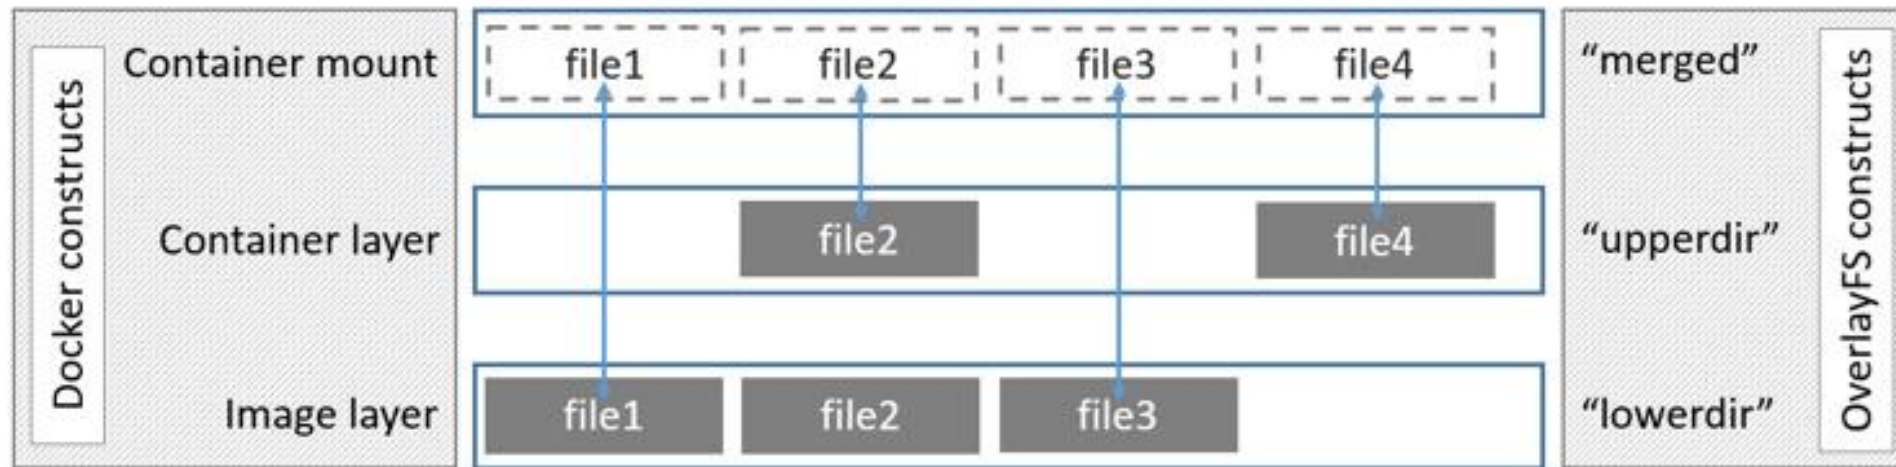 Docker constructs
Container mount
file1
file2
file3
file4
“merged”
Container layer
file2
file4
“upperdir”
Image layer
file1
file2
file3
“lowerdir”
OverlayFS constructs